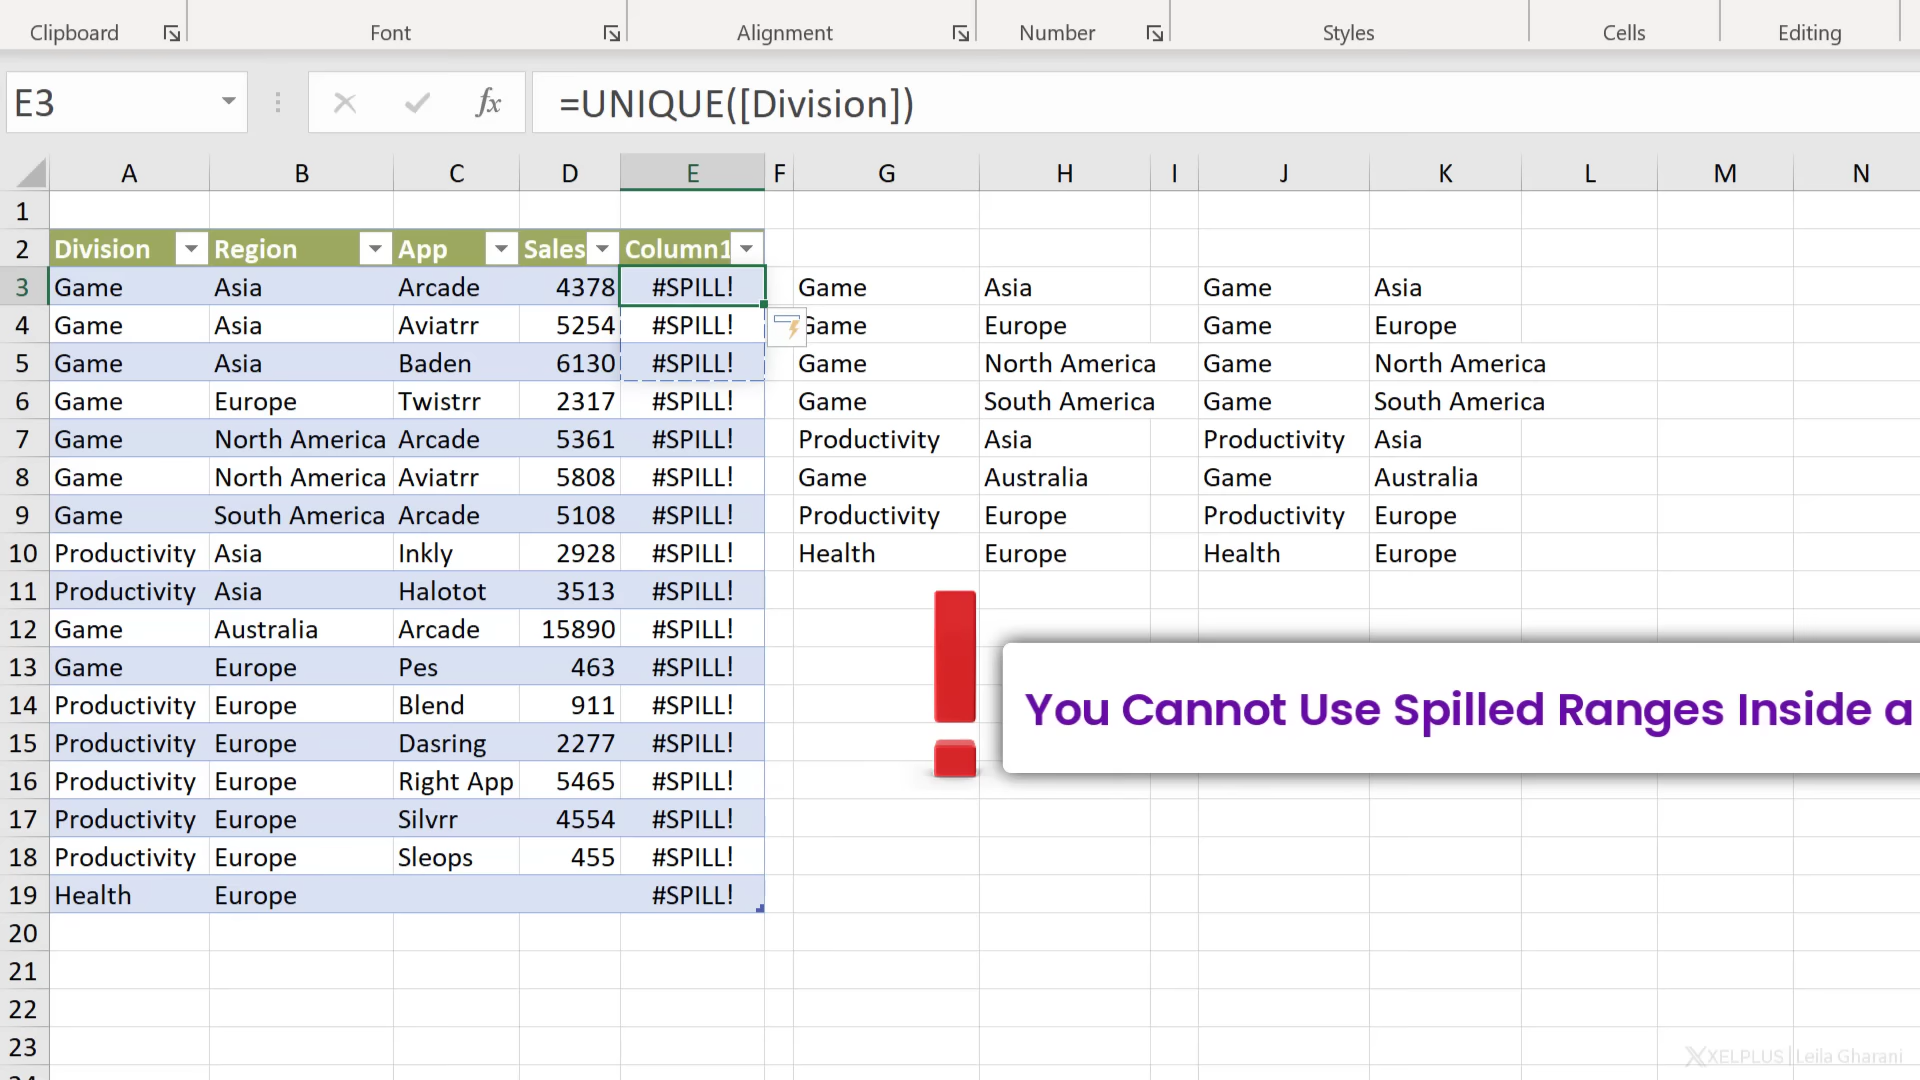 Clipboard Font Alignment Number Styles Cells Editing
E3 fx =UNIQUE([Division])
A B C D E F G H I J K L M N
1
2 Division Region App Sales Column1
3 Game Asia Arcade 4378 #SPILL! Game Asia Game Asia
4 Game Asia Aviatrr 5254 #SPILL! Game Europe Game Europe
5 Game Asia Baden 6130 #SPILL! Game North America Game North America
6 Game Europe Twistrr 2317 #SPILL! Game South America Game South America
7 Game North America Arcade 5361 #SPILL! Productivity Asia Productivity Asia
8 Game North America Aviatrr 5808 #SPILL! Game Australia Game Australia
9 Game South America Arcade 5108 #SPILL! Productivity Europe Productivity Europe
10 Productivity Asia Inkly 2928 #SPILL! Health Europe Health Europe
11 Productivity Asia Halotot 3513 #SPILL!
12 Game Australia Arcade 15890 #SPILL!
13 Game Europe Pes 463 #SPILL!
14 Productivity Europe Blend 911 #SPILL!
You Cannot Use Spilled Ranges Inside a
15 Productivity Europe Dasring 2277 #SPILL!
16 Productivity Europe Right App 5465 #SPILL!
17 Productivity Europe Silvrr 4554 #SPILL!
18 Productivity Europe Sleops 455 #SPILL!
19 Health Europe #SPILL!
20
21
22
23
XELPLUS | Leila Gharani